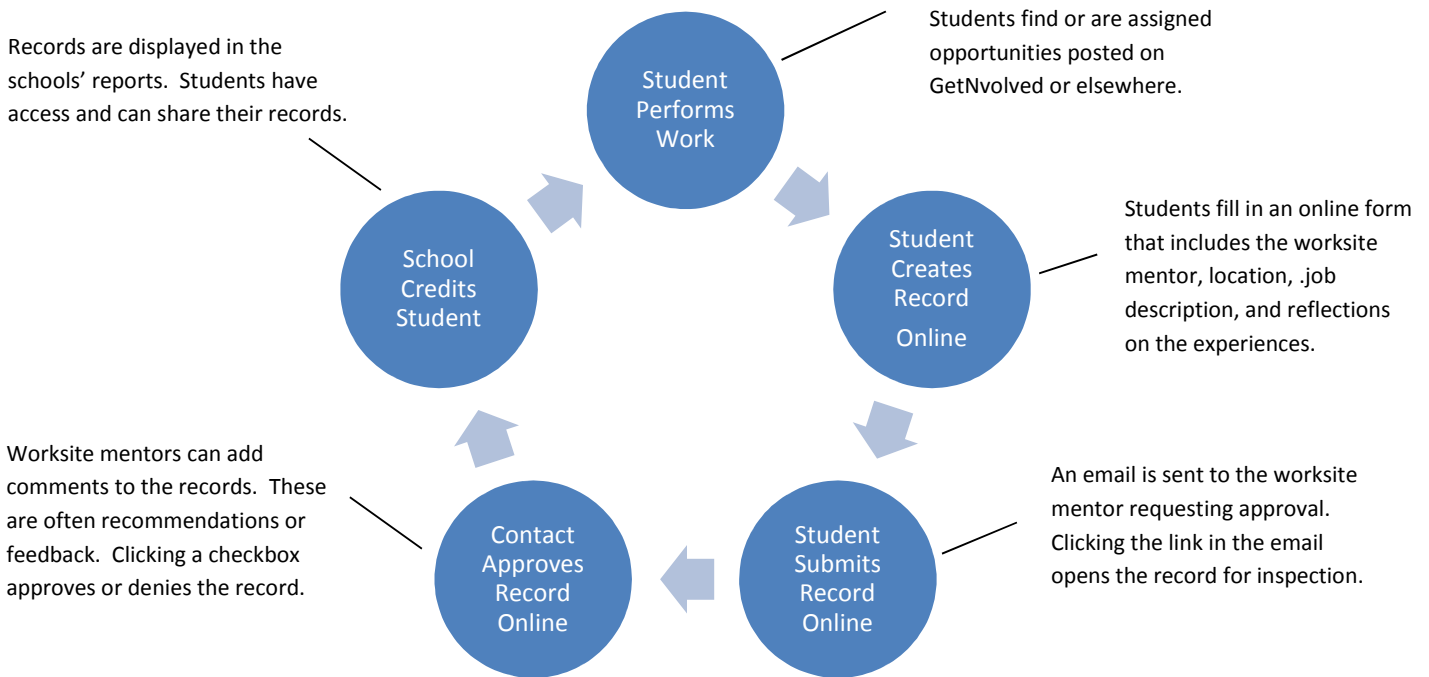 Student
Performs
Work
Students find or are assigned
opportunities posted on
GetNvolved or elsewhere.
Student
Creates
Record
Online
Students fill in an online form
that includes the worksite
mentor, location, .job
description, and reflections
on the experiences.
Student
Submits
Record
Online
An email is sent to the worksite
mentor requesting approval.
Clicking the link in the email
opens the record for inspection.
Contact
Approves
Record
Online
Worksite mentors can add
comments to the records.  These
are often recommendations or
feedback.  Clicking a checkbox
approves or denies the record.
School
Credits
Student
Records are displayed in the
schools’ reports.  Students have
access and can share their records.